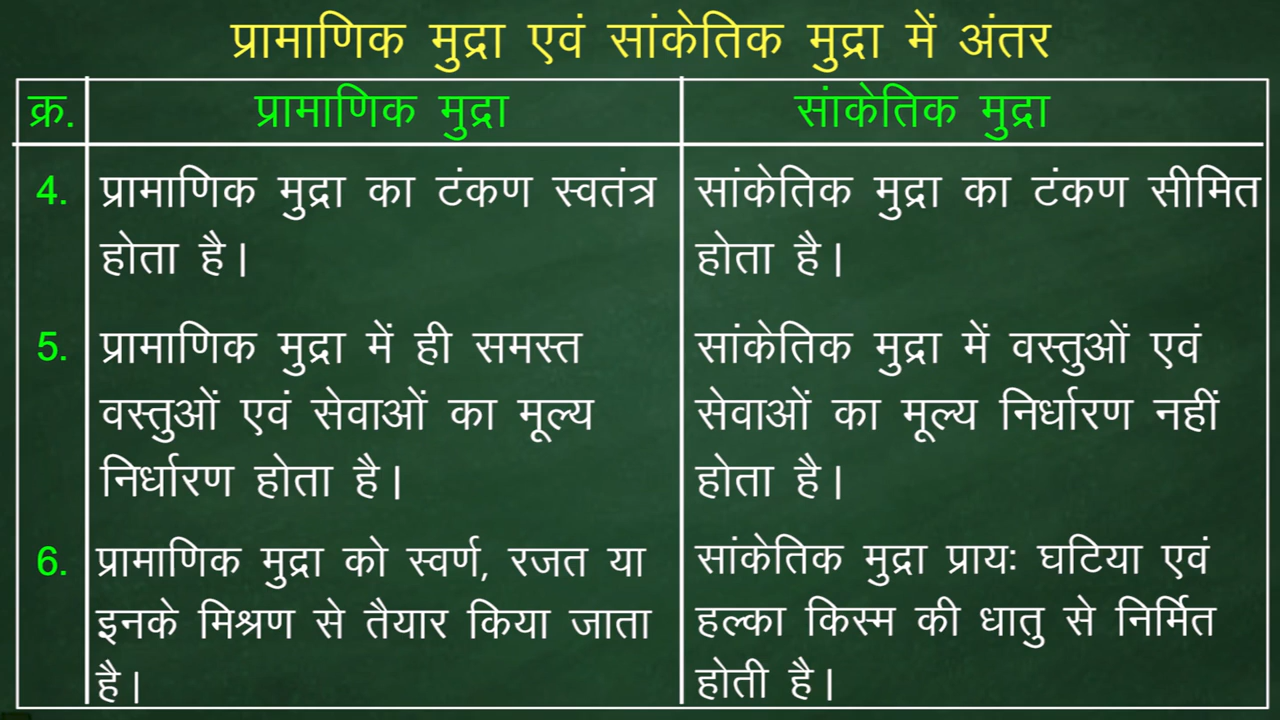 प्रामाणिक मुद्रा एवं सांकेतिक मुद्रा में अंतर
क्र. प्रामाणिक मुद्रा सांकेतिक मुद्रा
4. प्रामाणिक मुद्रा का टंकण स्वतंत्र
होता है।
सांकेतिक मुद्रा का टंकण सीमित
होता है।
5. प्रामाणिक मुद्रा में ही समस्त
वस्तुओं एवं सेवाओं का मूल्य
निर्धारण होता है।
सांकेतिक मुद्रा में वस्तुओं एवं
सेवाओं का मूल्य निर्धारण नहीं
होता है।
6. प्रामाणिक मुद्रा को स्वर्ण, रजत या
इनके मिश्रण से तैयार किया जाता
है।
सांकेतिक मुद्रा प्रायः घटिया एवं
हल्का किस्म की धातु से निर्मित
होती है।